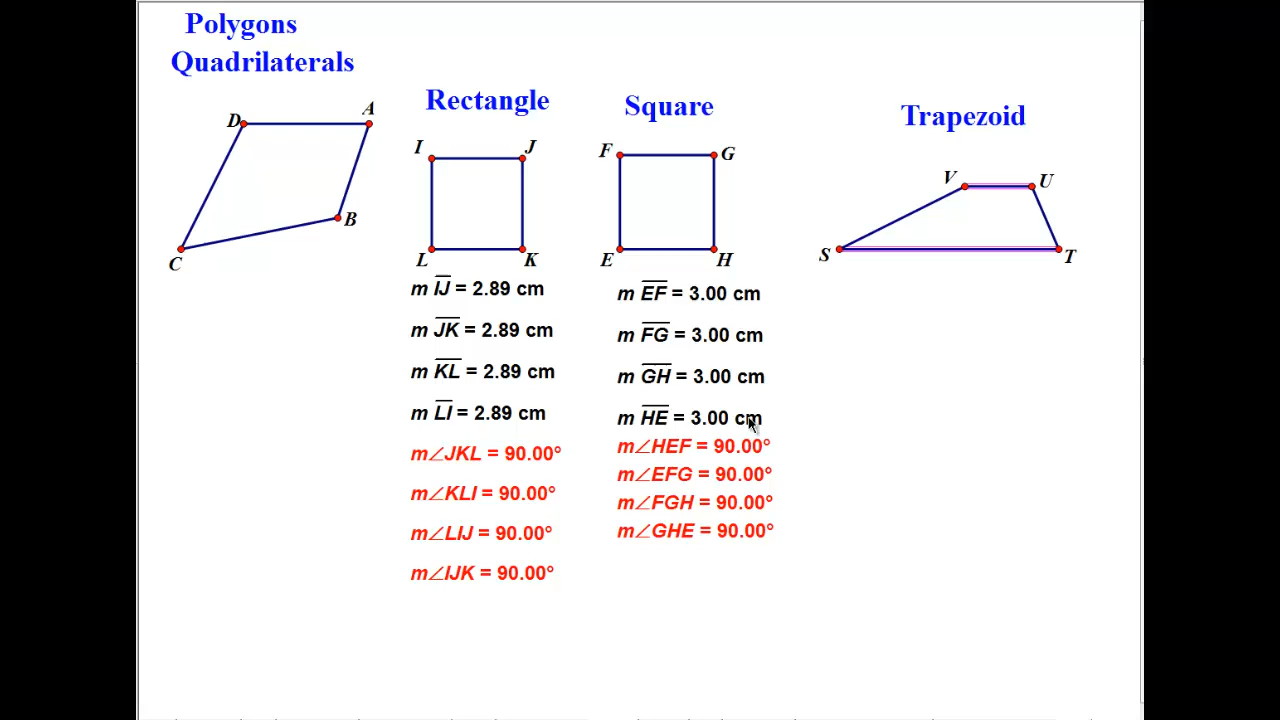 Polygons
Quadrilaterals
Rectangle
Square
Trapezoid
D
A
B
C
I
J
L
K
F
G
E
H
V
U
S
T
m IJ = 2.89 cm
m JK = 2.89 cm
m KL = 2.89 cm
m LI = 2.89 cm
m∠JKL = 90.00°
m∠KLI = 90.00°
m∠LIJ = 90.00°
m∠IJK = 90.00°
m EF = 3.00 cm
m FG = 3.00 cm
m GH = 3.00 cm
m HE = 3.00 cm
m∠HEF = 90.00°
m∠EFG = 90.00°
m∠FGH = 90.00°
m∠GHE = 90.00°